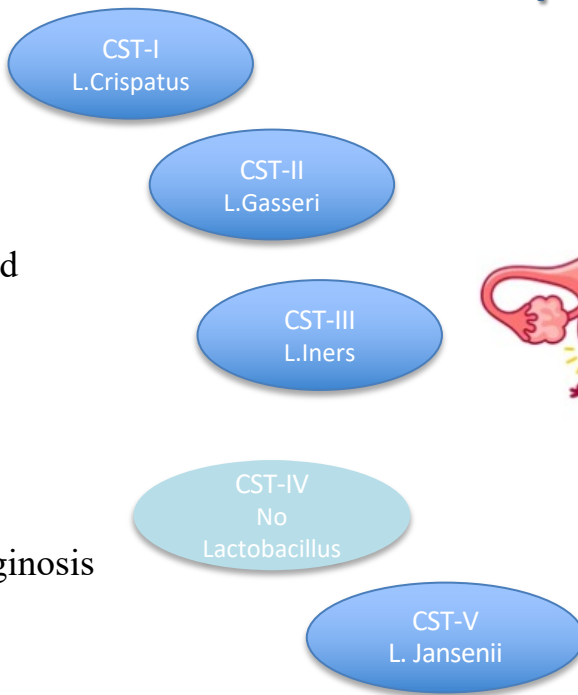 CST-I
L.Crispatus
CST-II
L.Gasseri
d
CST-III
L.Iners
CST-IV
No
Lactobacillus
ginosis
CST-V
L. Jansenii